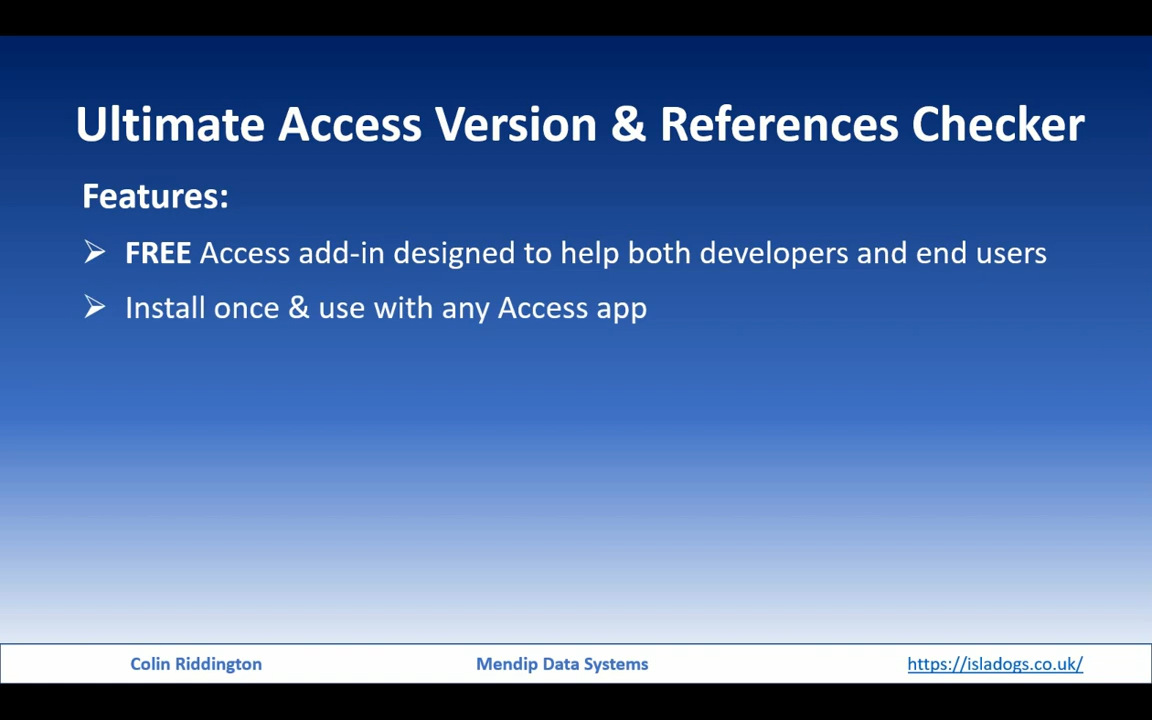 Ultimate Access Version & References Checker
Features:
➢ FREE Access add-in designed to help both developers and end users
➢ Install once & use with any Access app
Colin Riddington
Mendip Data Systems
https://isladogs.co.uk/